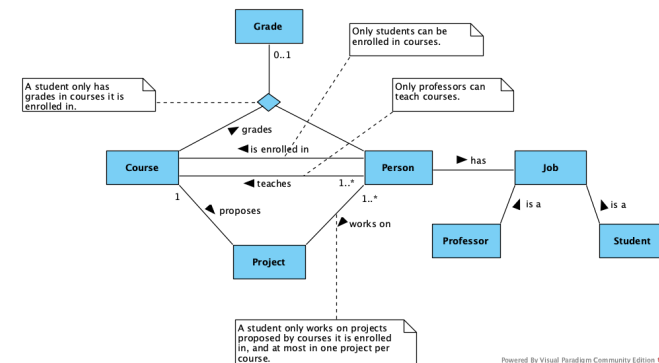 Grade
0..1
Only students can be
enrolled in courses.
A student only has
grades in courses it is
enrolled in.
Only professors can
teach courses.
grades
is enrolled in
Course
Person
has
Job
teaches
1
1..*
1..*
proposes
works on
is a
is a
Professor
Student
Project
A student only works on projects
proposed by courses it is enrolled
in, and at most in one project per
course.
Powered By Visual Paradigm Community Edition